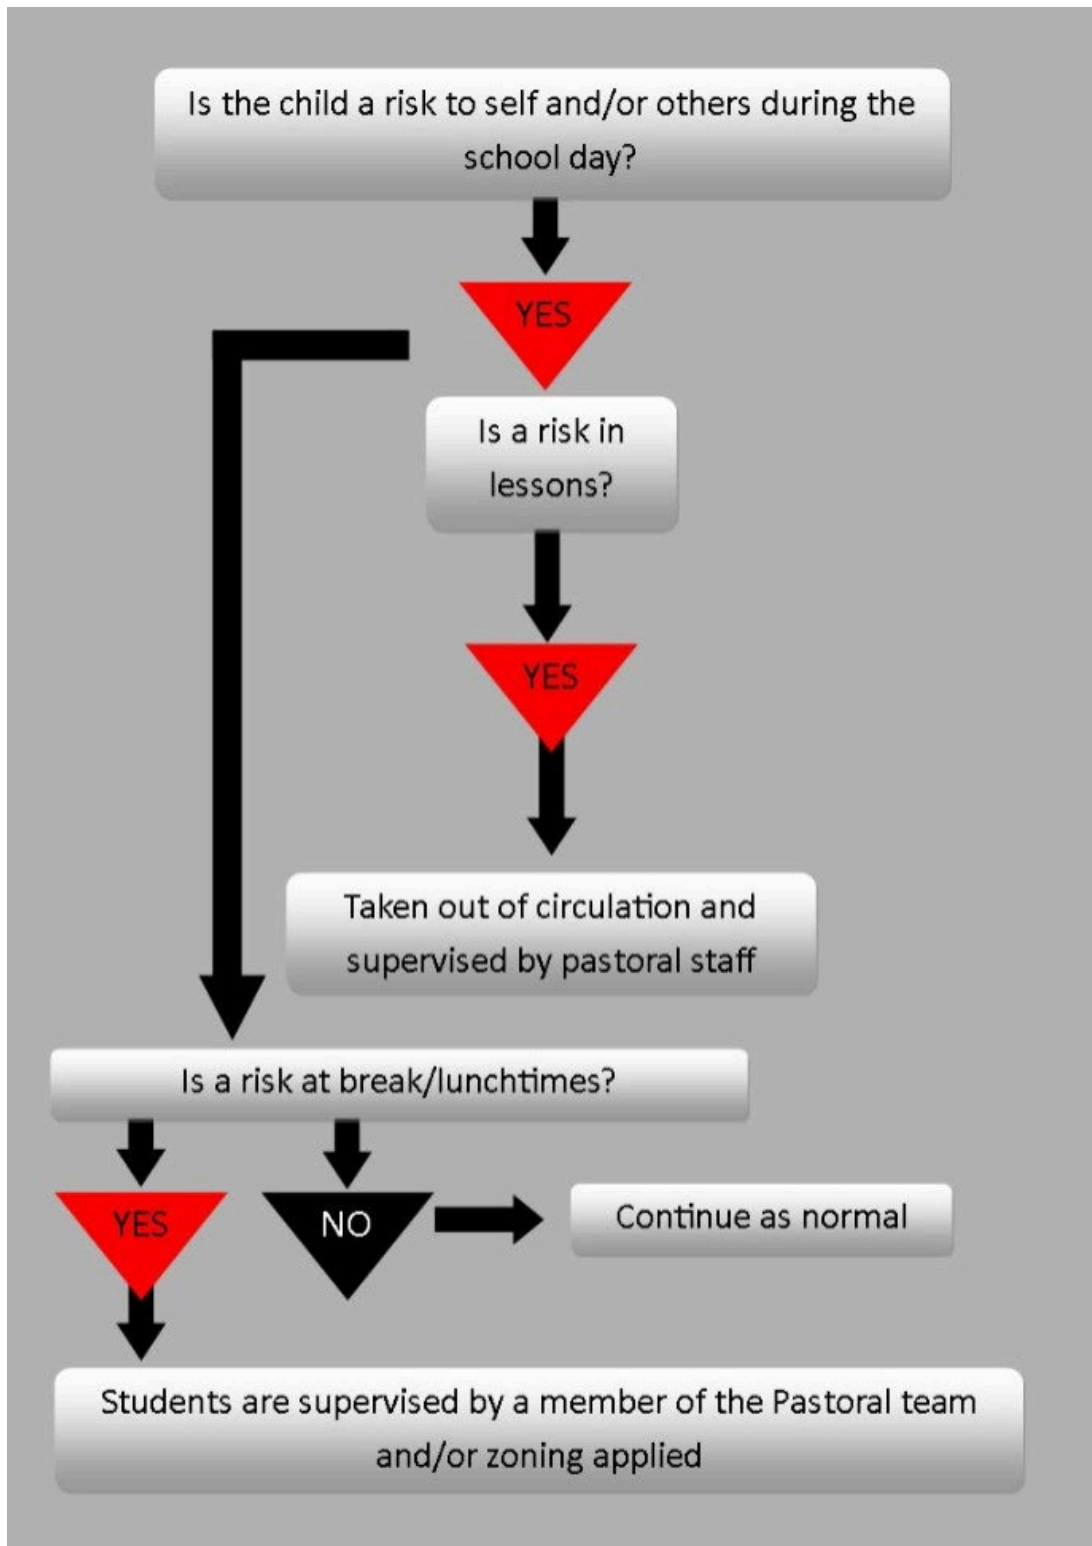 Is the child a risk to self and/or others during the
school day?
YES
Is a risk in
lessons?
YES
Taken out of circulation and
supervised by pastoral staff
Is a risk at break/lunchtimes?
YES
NO
Continue as normal
Students are supervised by a member of the Pastoral team
and/or zoning applied